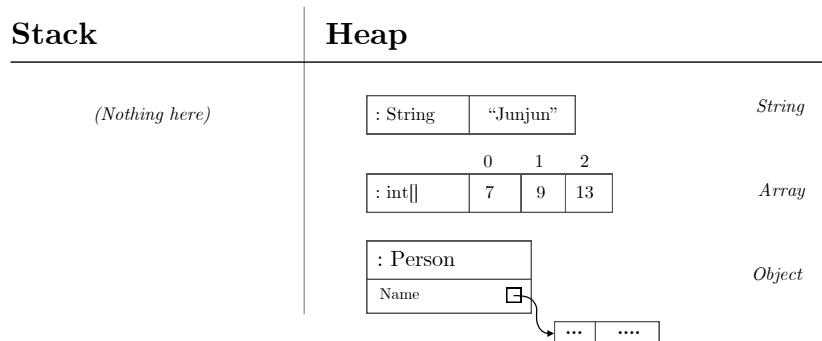 Stack Heap
(Nothing here)
: String “Junjun” String
0 1 2
: int[] 7 9 13 Array
: Person
Object
Name
... ....